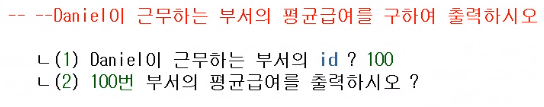 -- --Daniel이 근무하는 부서의 평균급여를 구하여 출력하시오
ㄴ(1) Daniel이 근무하는 부서의 id ? 100
ㄴ(2) 100번 부서의 평균급여를 출력하시오 ?